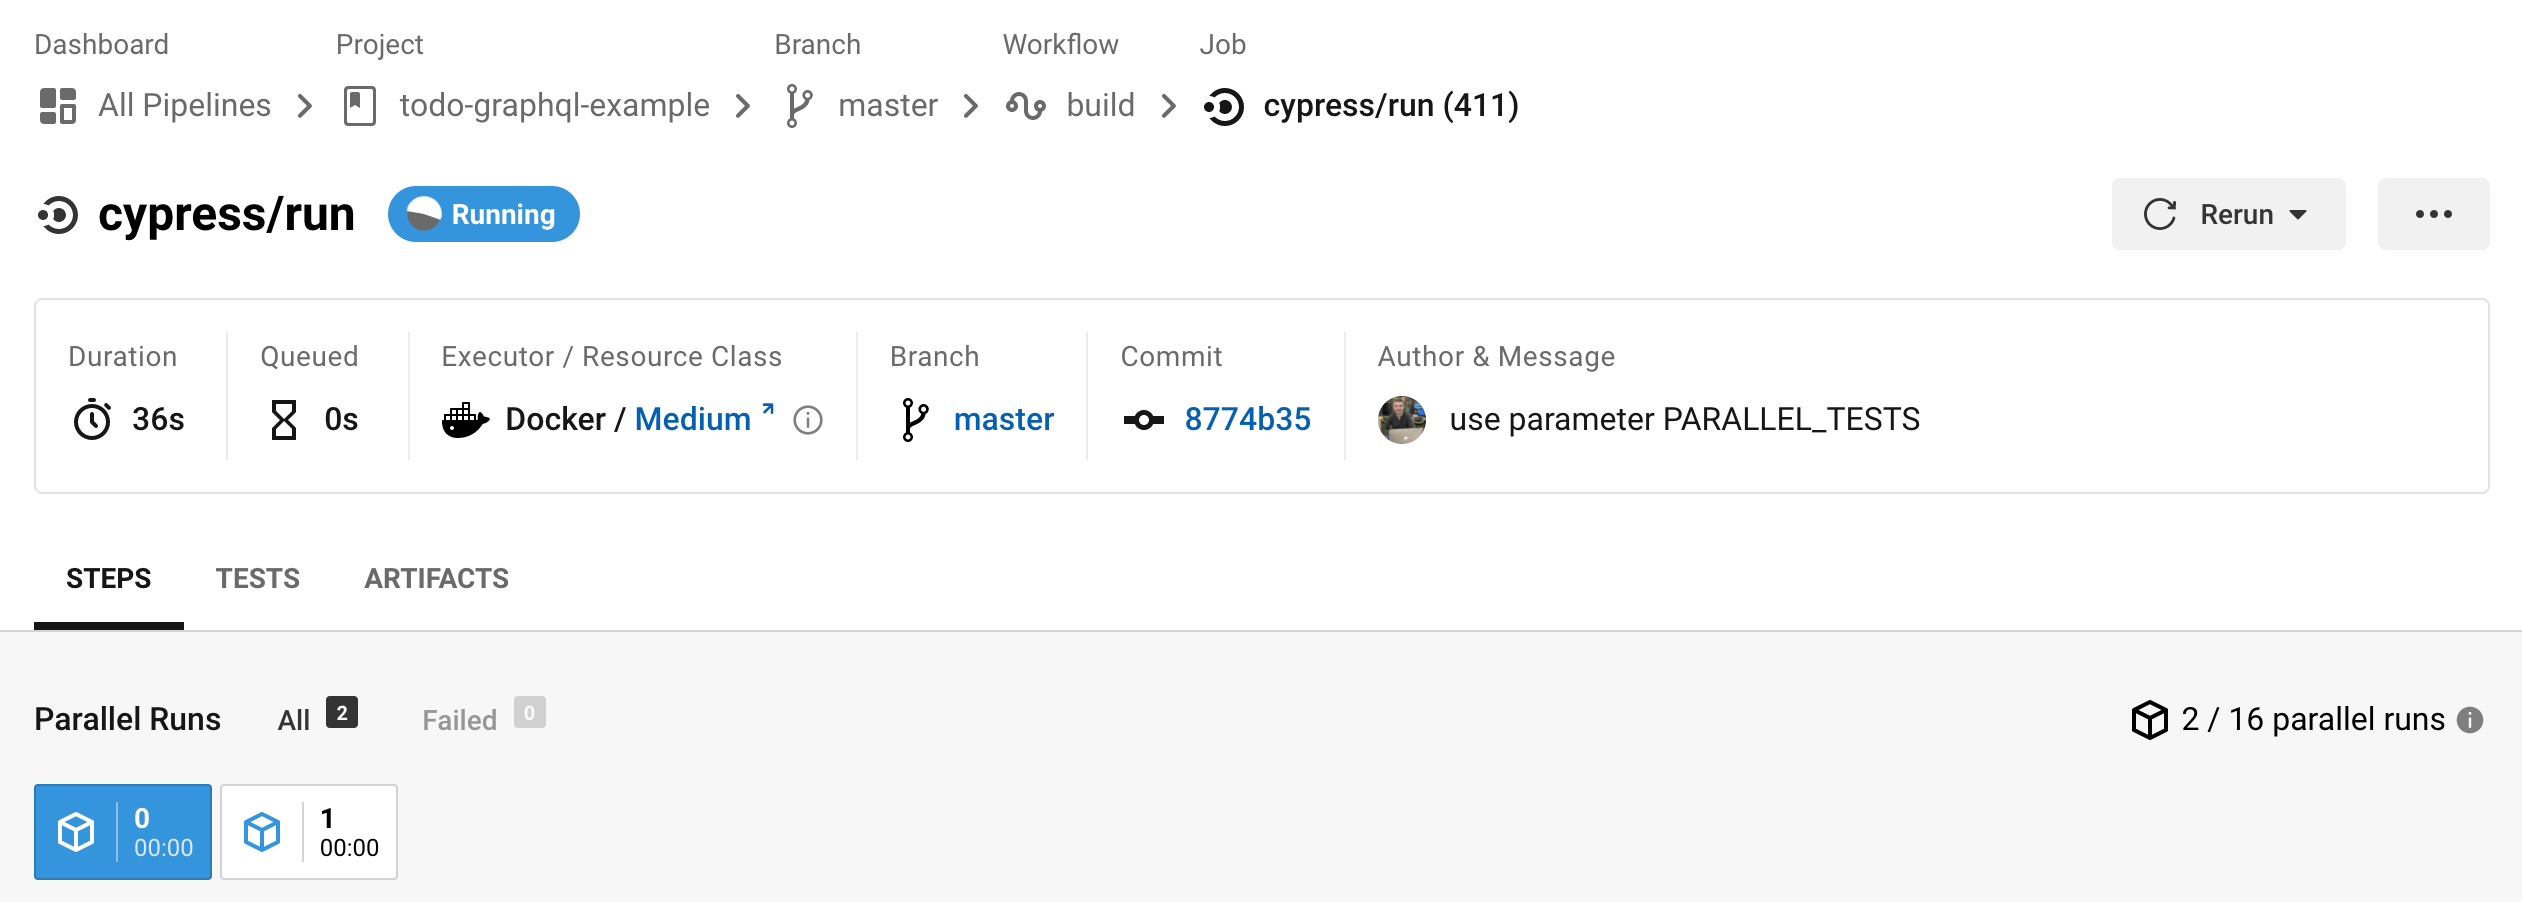 Dashboard Project Branch Workflow Job
All Pipelines todo-graphql-example master build cypress/run (411)
cypress/run Running Rerun
Duration Queued Executor / Resource Class Branch Commit Author & Message
36s 0s Docker / Medium master 8774b35 use parameter PARALLEL_TESTS
STEPS TESTS ARTIFACTS
Parallel Runs All 2 Failed 0 2 / 16 parallel runs
0 1
00:00 00:00